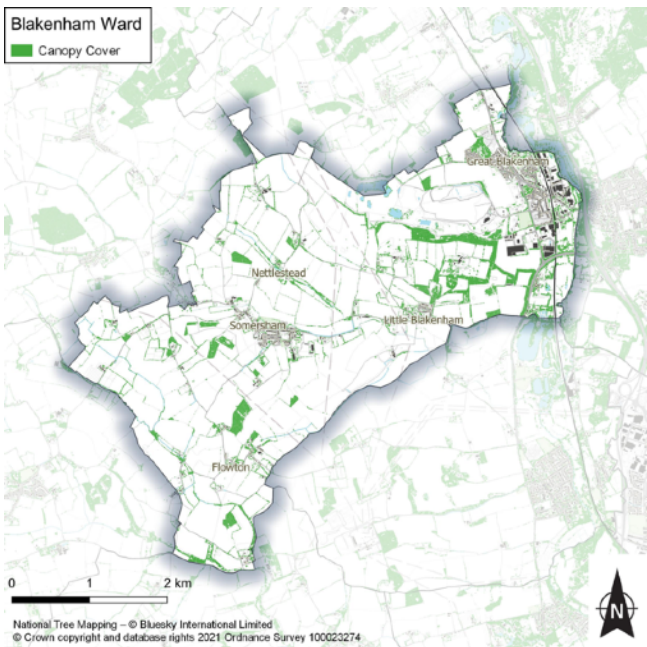 Blakenham Ward
Canopy Cover
Great Blakenham
Nettlestead
Somersham
Little Blakenham
Flowton
0 1 2 km
N
National Tree Mapping – © Bluesky International Limited
© Crown copyright and database rights 2021 Ordnance Survey 100023274